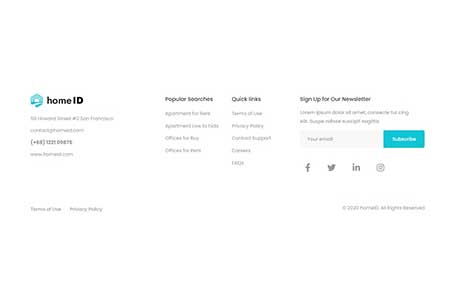 home ID
Howard Street #2 San Francisco
contact@homeid.com
(+68) 1221 09876
www.homeid.com
Popular Searches
Apartment for Rent
Apartment Low to hide
Offices for Buy
Offices for Rent
Quick links
Terms of Use
Privacy Policy
Contact Support
Careers
FAQs
Sign Up for Our Newsletter
Lorem ipsum dolor sit amet, consecte tur cing
elit. Suspe ndisse suscipit sagittis
Your email
Subscribe
Terms of Use
Privacy Policy
© 2020 homeID. All Rights Reserved